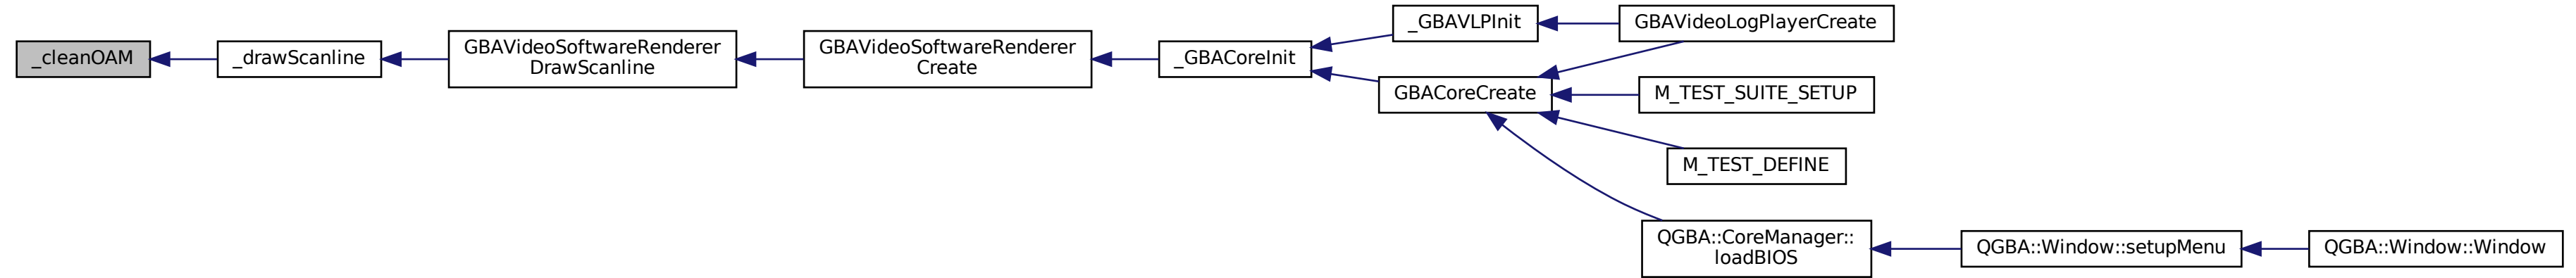 _cleanOAM
_drawScanline
GBAVideoSoftwareRenderer
DrawScanline
GBAVideoSoftwareRenderer
Create
_GBACoreInit
_GBAVLPInit
GBAVideoLogPlayerCreate
GBACoreCreate
M_TEST_SUITE_SETUP
M_TEST_DEFINE
QGBA::CoreManager::
loadBIOS
QGBA::Window::setupMenu
QGBA::Window::Window